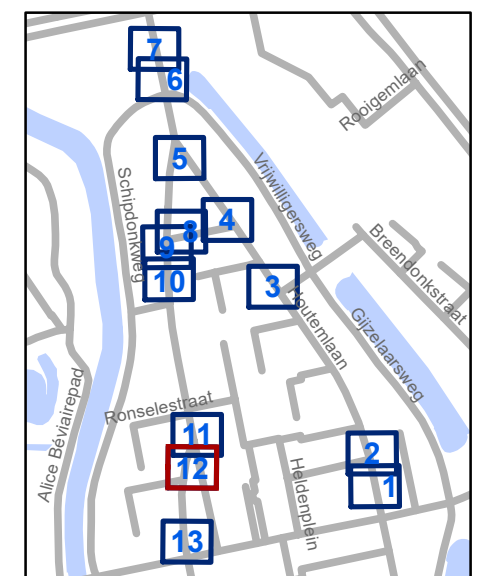 7
6
Rooigemlaan
5
Vrijwilligersweg
Schipdonkweg
4
8
9
Breendonkstraat
10
3
Houtemlaan
Gijzelaarsweg
Alice Béviairepad
Ronselestraat
11
12
2
1
Heldenplein
13